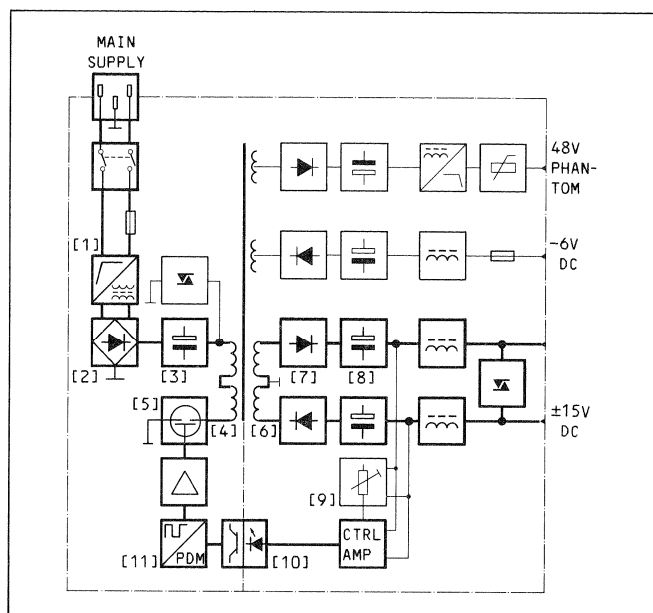 MAIN
SUPPLY
48V
PHAN-
TOM
-6V
DC
[1]
[2]
[3]
[7]
[8]
[5]
[4]
[6]
±15V
DC
[9]
CTRL
AMP
[11]
PDM
[10]